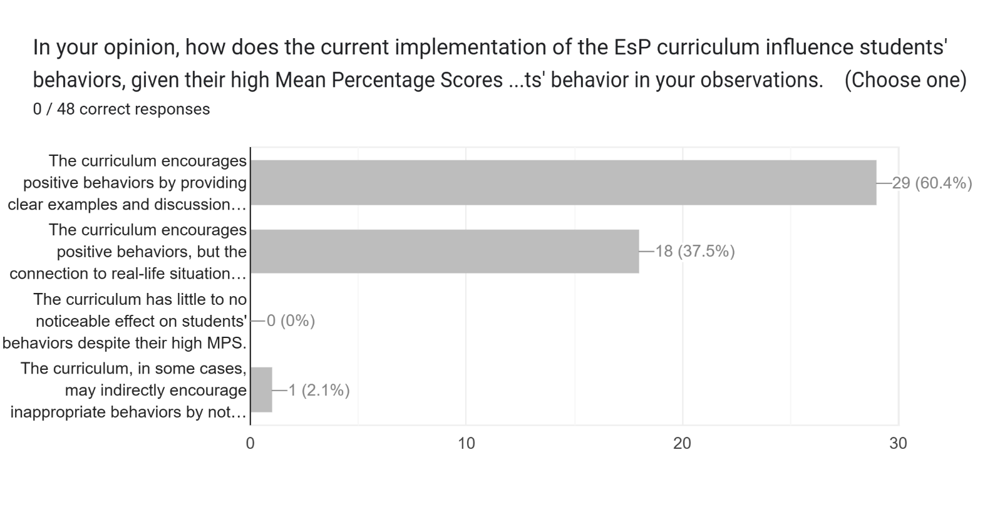 In your opinion, how does the current implementation of the EsP curriculum influence students'
behaviors, given their high Mean Percentage Scores ...ts' behavior in your observations. (Choose one)
0 / 48 correct responses
The curriculum encourages
positive behaviors by providing
clear examples and discussion…
29 (60.4%)
The curriculum encourages
positive behaviors, but the
connection to real-life situation…
18 (37.5%)
The curriculum has little to no
noticeable effect on students'
behaviors despite their high MPS.
0 (0%)
The curriculum, in some cases,
may indirectly encourage
inappropriate behaviors by not…
1 (2.1%)
0 10 20 30